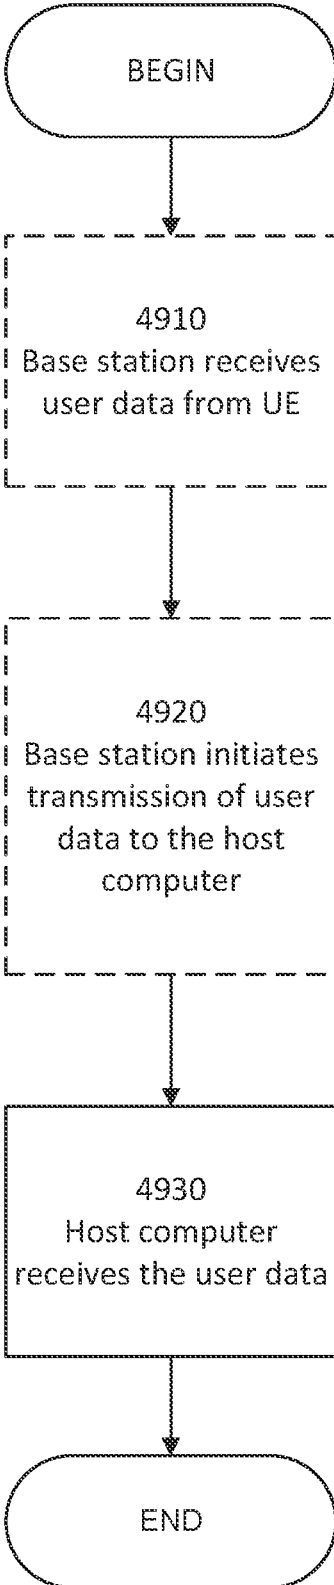 BEGIN
4910
Base station receives
user data from UE
4920
Base station initiates
transmission of user
data to the host
computer
4930
Host computer
receives the user data
END